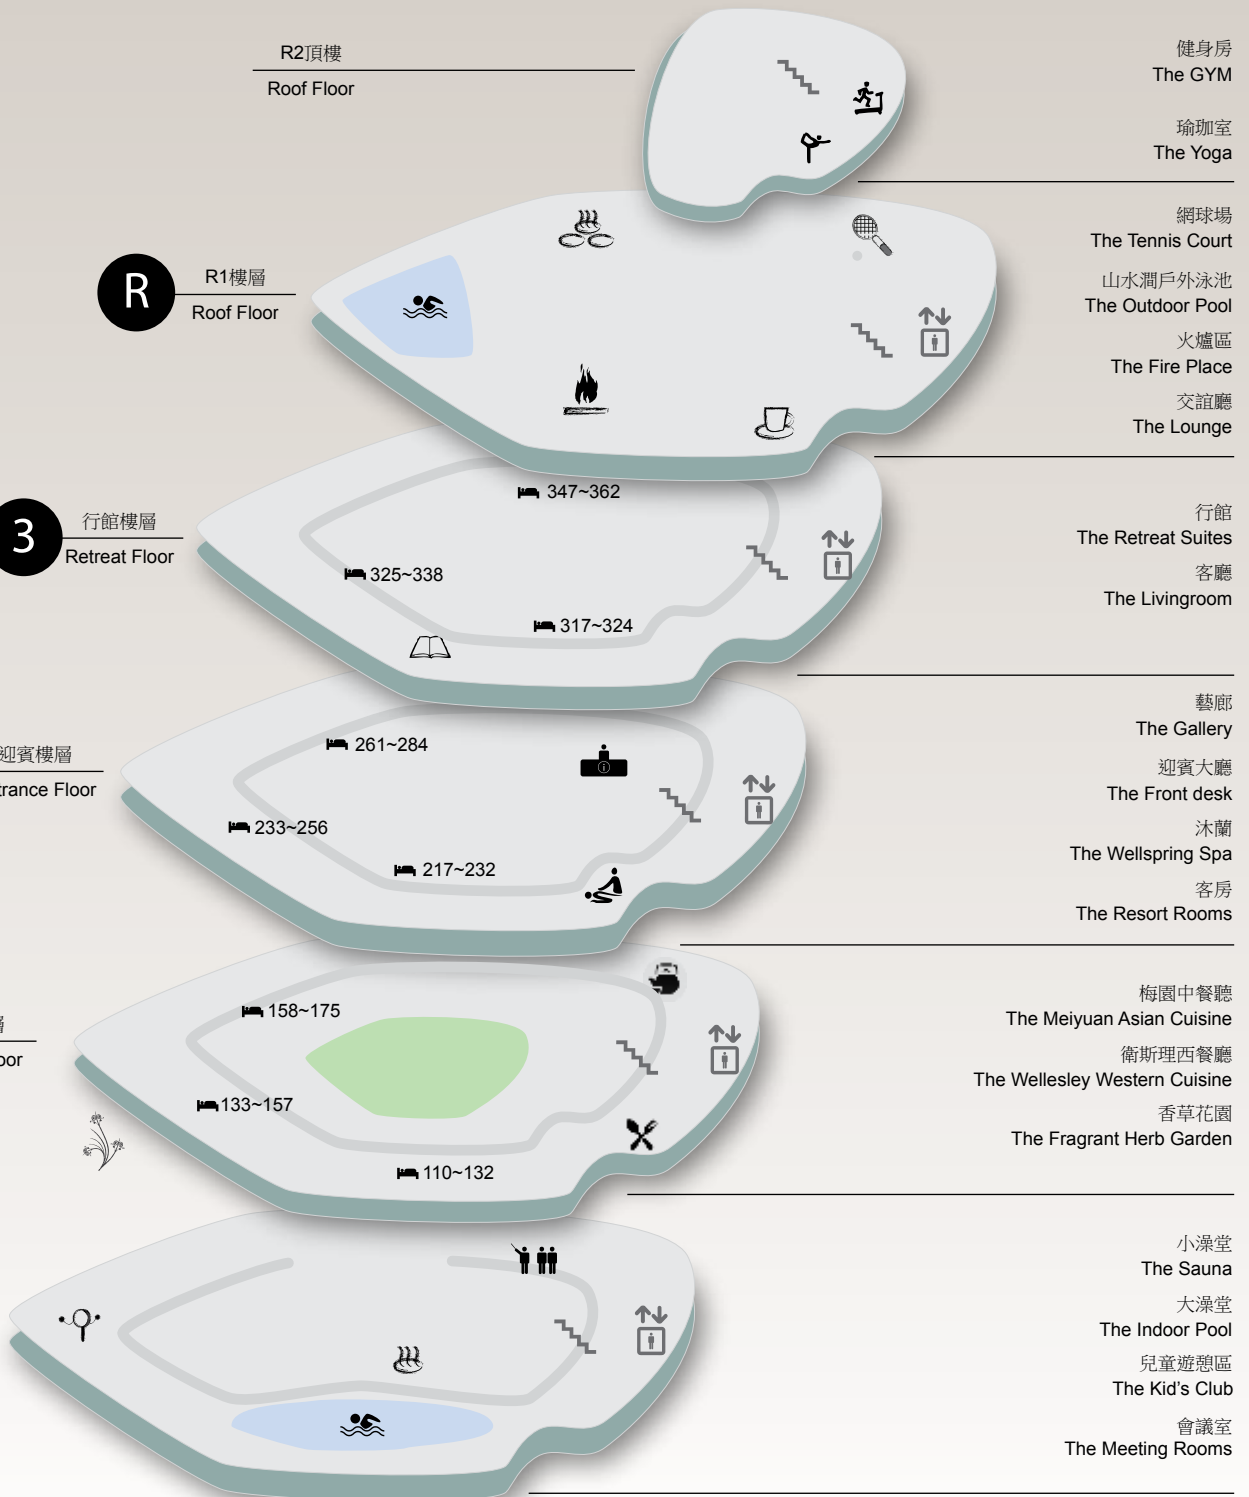 R2頂樓
Roof Floor
健身房
The GYM
瑜珈室
The Yoga
R
R1樓層
Roof Floor
網球場
The Tennis Court
山水澗戶外泳池
The Outdoor Pool
火爐區
The Fire Place
交誼廳
The Lounge
3
行館樓層
Retreat Floor
347~362
325~338
317~324
行館
The Retreat Suites
客廳
The Livingroom
迎賓樓層
trance Floor
261~284
233~256
217~232
藝廊
The Gallery
迎賓大廳
The Front desk
沐蘭
The Wellspring Spa
客房
The Resort Rooms
層
oor
158~175
133~157
110~132
梅園中餐聽
The Meiyuan Asian Cuisine
衛斯理西餐廳
The Wellesley Western Cuisine
香草花園
The Fragrant Herb Garden
小澡堂
The Sauna
大澡堂
The Indoor Pool
兒童遊憩區
The Kid's Club
會議室
The Meeting Rooms